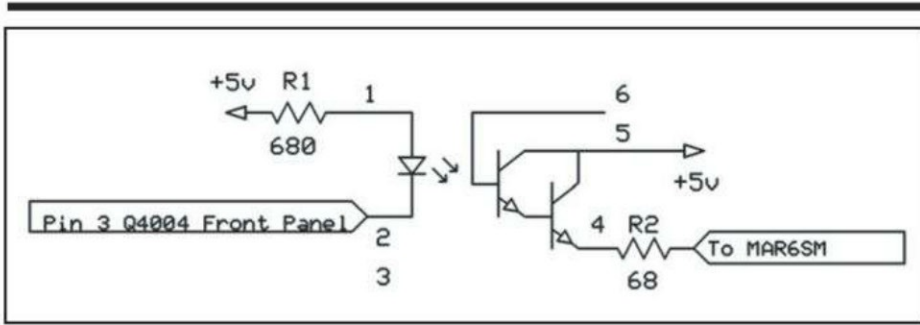 +5v R1
1
680
Pin 3 Q4004 Front Panel
2
3
6
5
+5v
4 R2
To MAR6SM
68